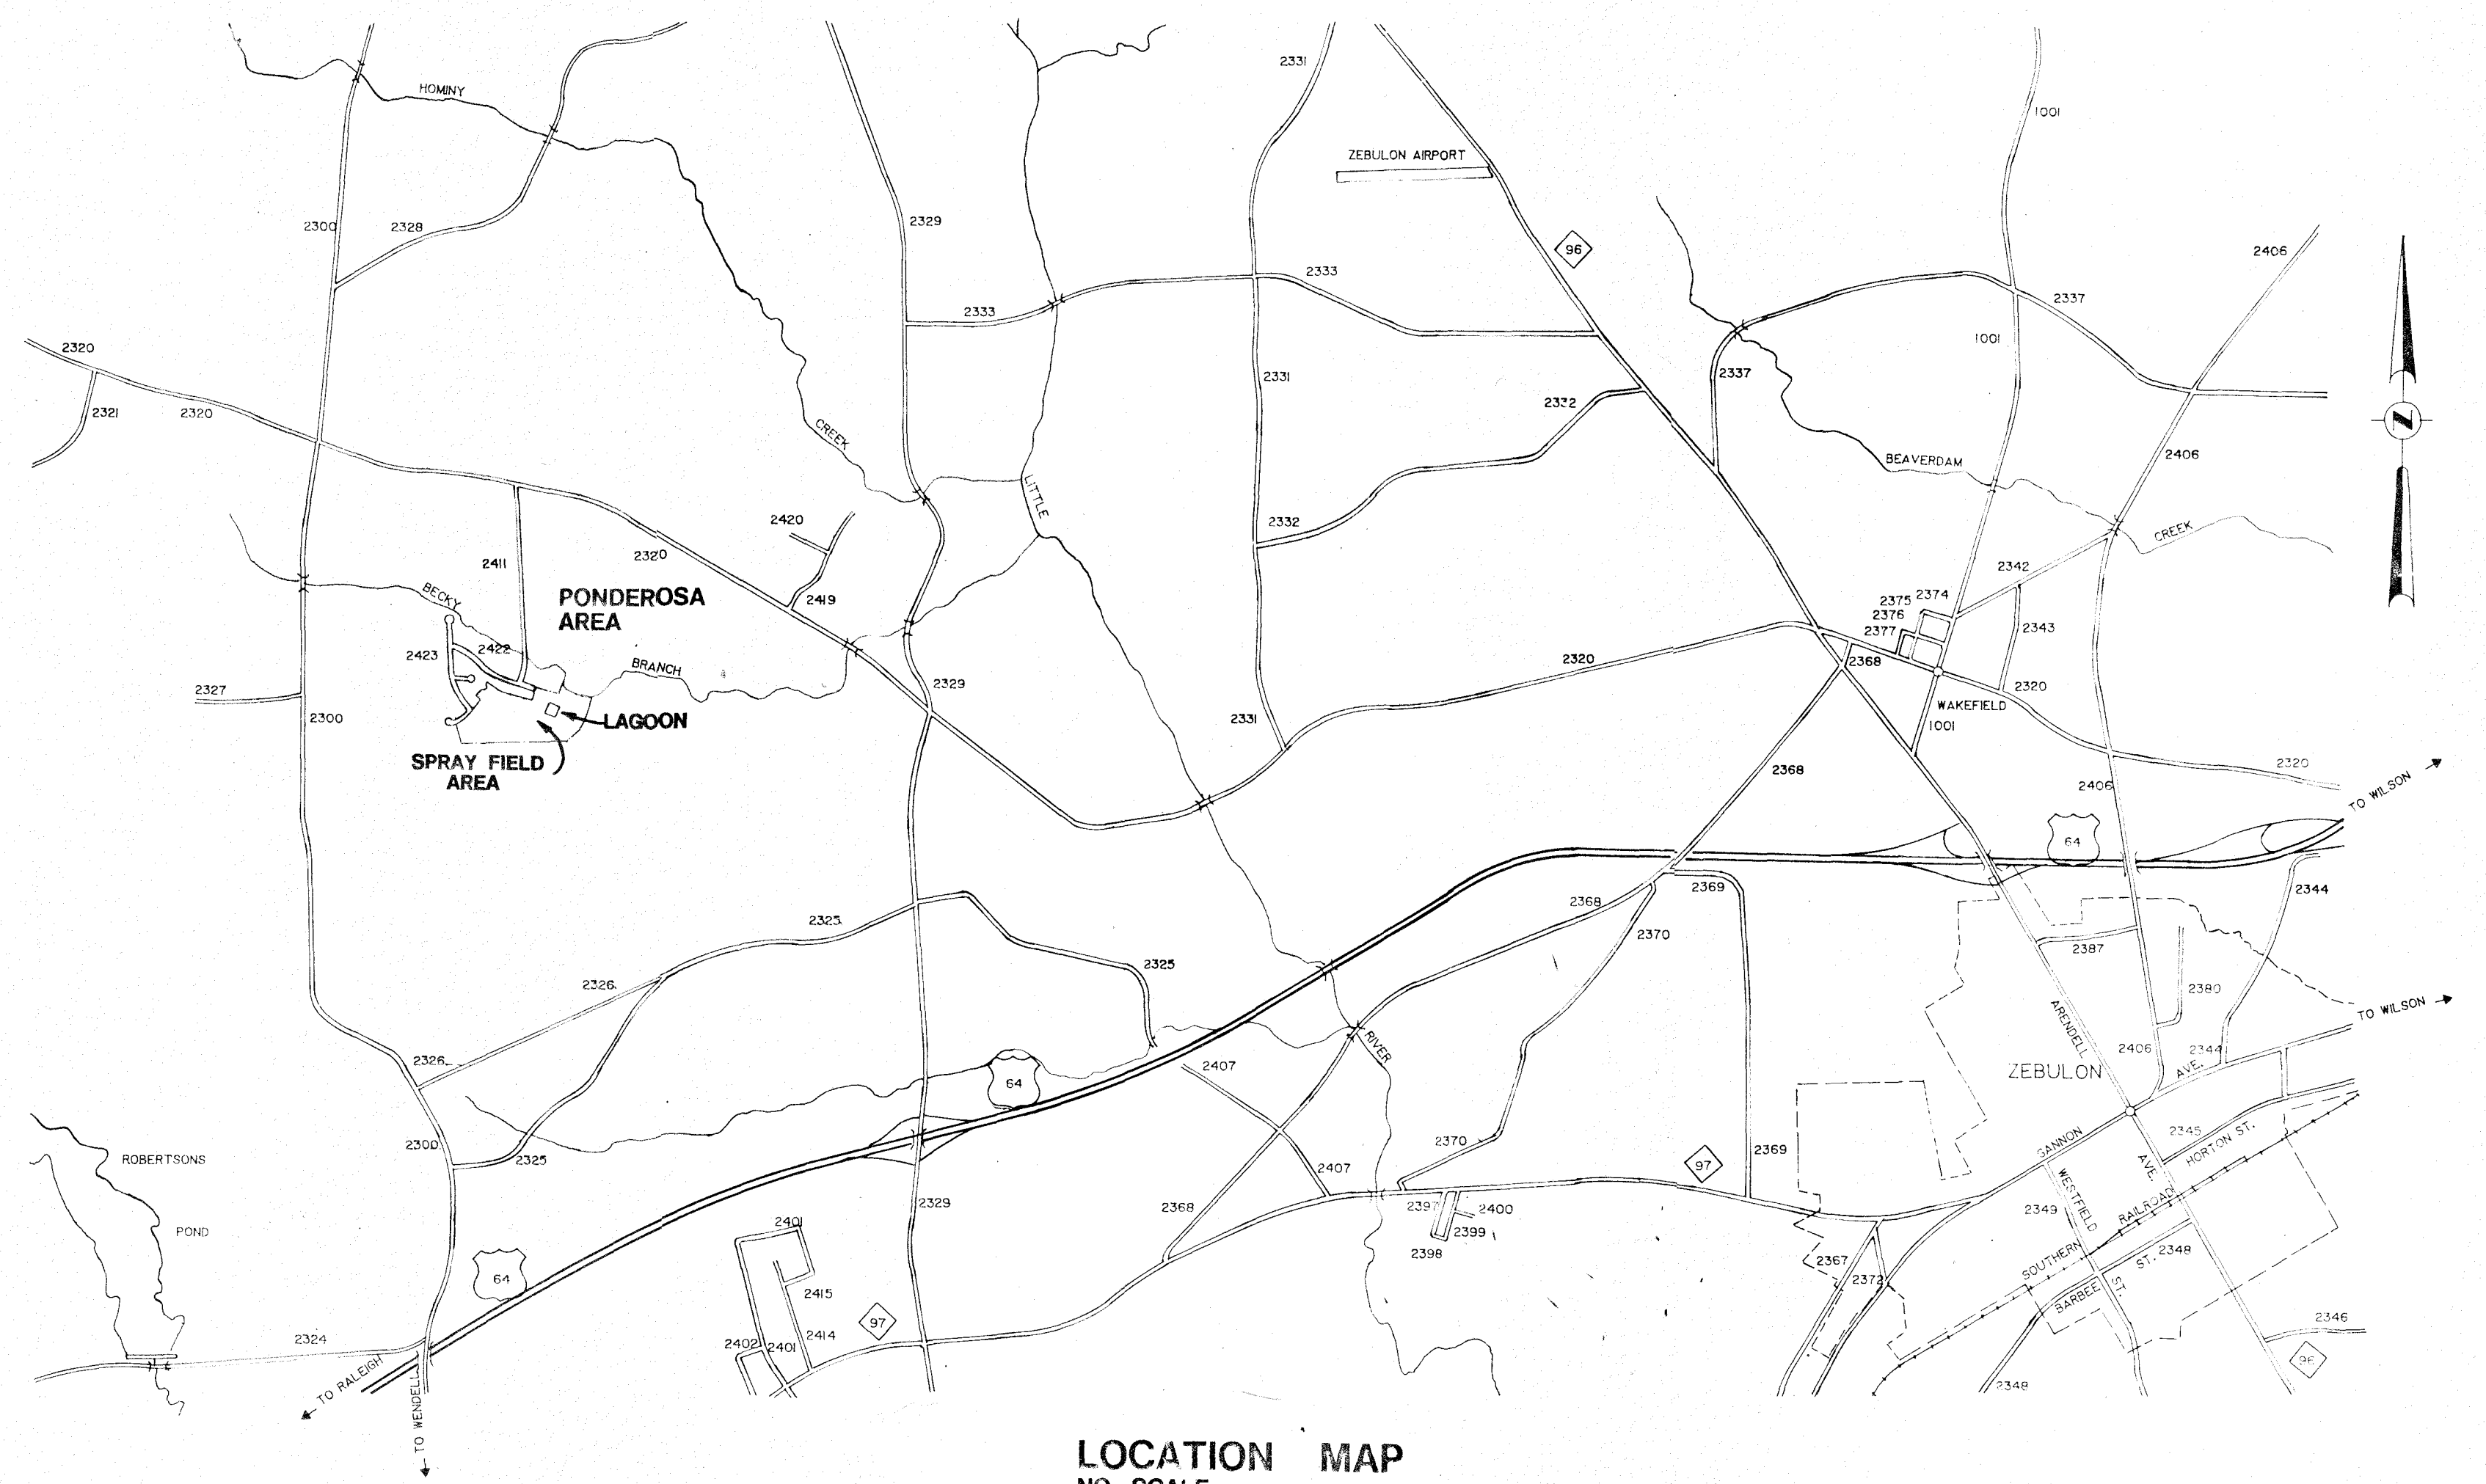 HOMINY
2331
1001
ZEBULON AIRPORT
2300
2328
2329
96
2406
2333
2333
2337
2320
1001
2321
2320
2331
2337
2332
CREEK
BEAVERDAM
2406
LITTLE
2420
2332
CREEK
2411
2320
2342
BECKY
PONDEROSA
AREA
2419
2375
2374
2376
2377
2343
2423
2422
BRANCH
2320
2368
2327
2329
2320
2300
LAGOON
2331
WAKEFIELD
1001
SPRAY FIELD
AREA
2368
2320
2406
TO WILSON
64
2369
2344
2325
2368
2370
2387
2325
2326
2380
ARENDELL
TO WILSON
RIVER
2326
2407
64
2406
2344
AVE.
ZEBULON
2300
2325
2370
2407
97
2369
GANNON
2345
HORTON ST.
AVE.
ROBERTSONS
POND
2329
2368
2397
2400
2399
2398
2349
WESTFIELD
ST.
RAILROAD
SOUTHERN
2401
2367
2372
BARBEE
ST.
2348
64
2415
97
2414
2324
2402
2401
2346
96
2348
TO RALEIGH
TO WENDELL
LOCATION MAP
NO SCALE